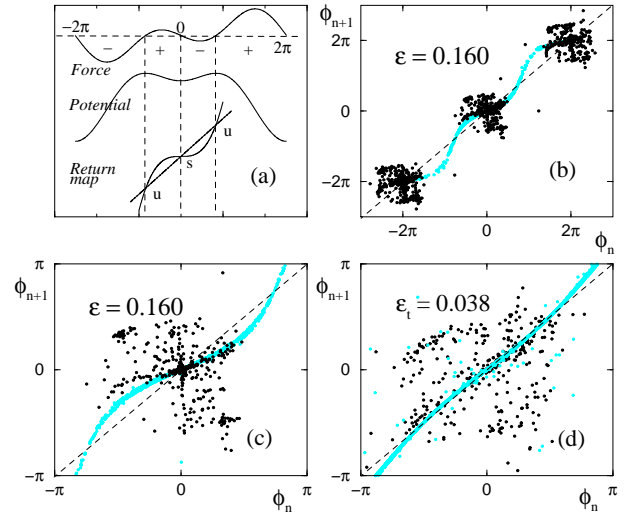 −2π 0 2π
− + − +
Force
Potential
u
Return
map
s
u
(a)
ϕn+1
2π
0
−2π
ε = 0.160
(b)
−2π 0 2π
ϕn
π
ϕn+1
0
−π
ε = 0.160
(c)
−π 0 π
ϕn
π
ϕn+1
0
−π
εt = 0.038
(d)
−π 0 π
ϕn